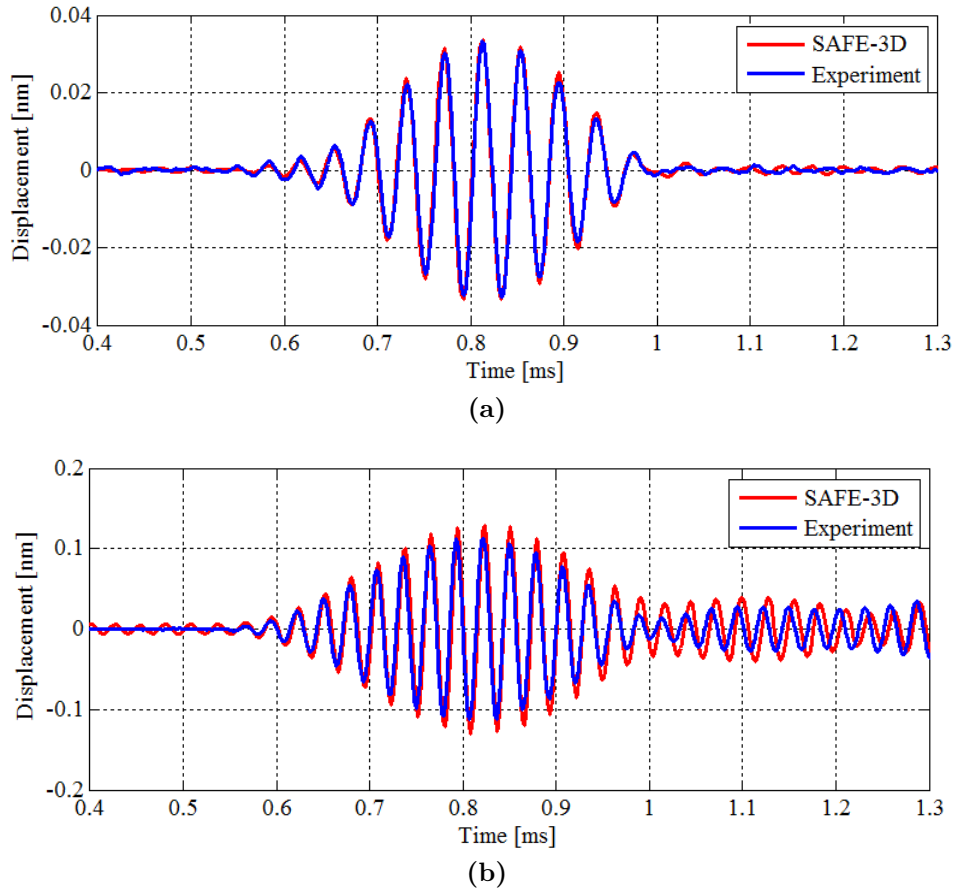 0.04
SAFE-3D
Experiment
0.02
Displacement [nm]
0
-0.02
-0.04
0.4 0.5 0.6 0.7 0.8 0.9 1 1.1 1.2 1.3
Time [ms]
(a)
0.2
SAFE-3D
Experiment
0.1
Displacement [nm]
0
-0.1
-0.2
0.4 0.5 0.6 0.7 0.8 0.9 1 1.1 1.2 1.3
Time [ms]
(b)